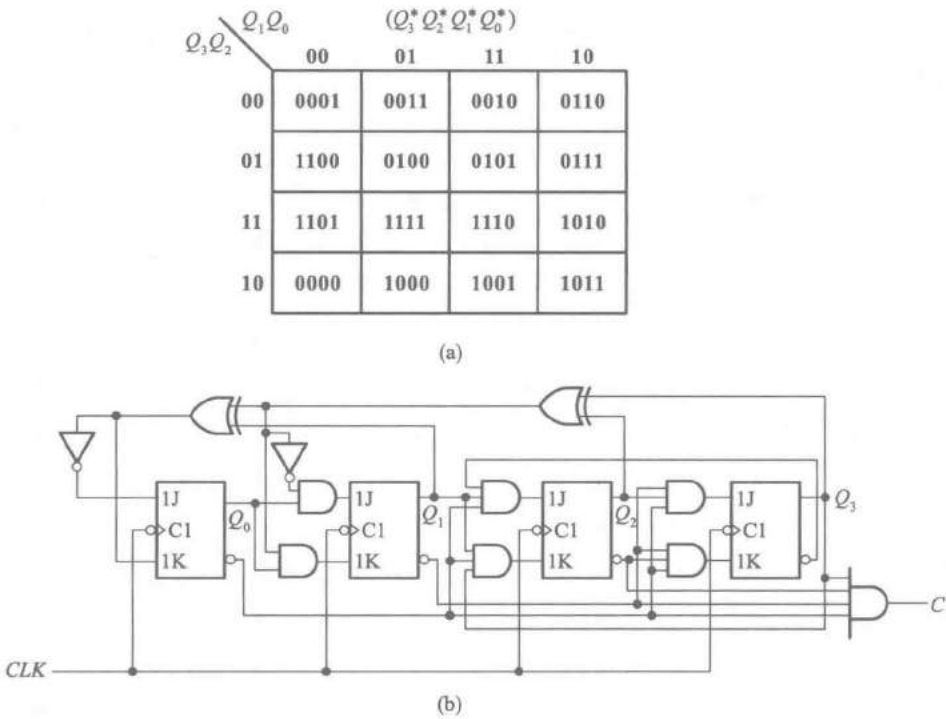 Q1Q0 (Q3*Q2*Q1*Q0*)
Q3Q2
00 01 11 10
00 0001 0011 0010 0110
01 1100 0100 0101 0111
11 1101 1111 1110 1010
10 0000 1000 1001 1011
(a)
1J 1J 1J 1J
Q0 Q1 Q2 Q3
C1 C1 C1 C1
1K 1K 1K 1K
C
CLK
(b)